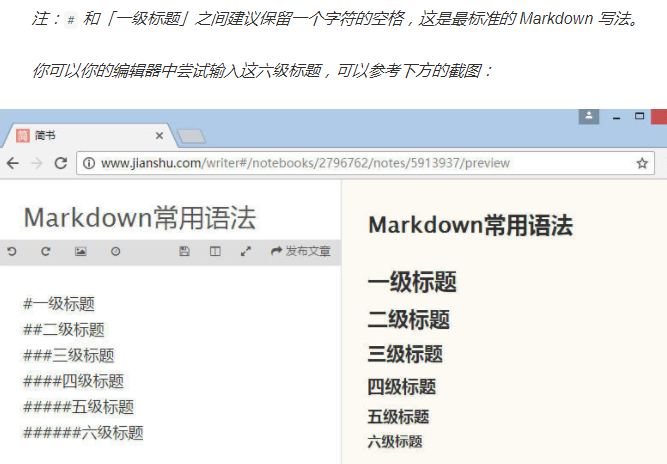 注：# 和「一级标题」之间建议保留一个字符的空格，这是最标准的 Markdown 写法。
你可以你的编辑器中尝试输入这六级标题，可以参考下方的截图：
简 简书
www.jianshu.com/writer#/notebooks/2796762/notes/5913937/preview
Markdown常用语法
发布文章
#一级标题
##二级标题
###三级标题
####四级标题
#####五级标题
######六级标题
Markdown常用语法
一级标题
二级标题
三级标题
四级标题
五级标题
六级标题